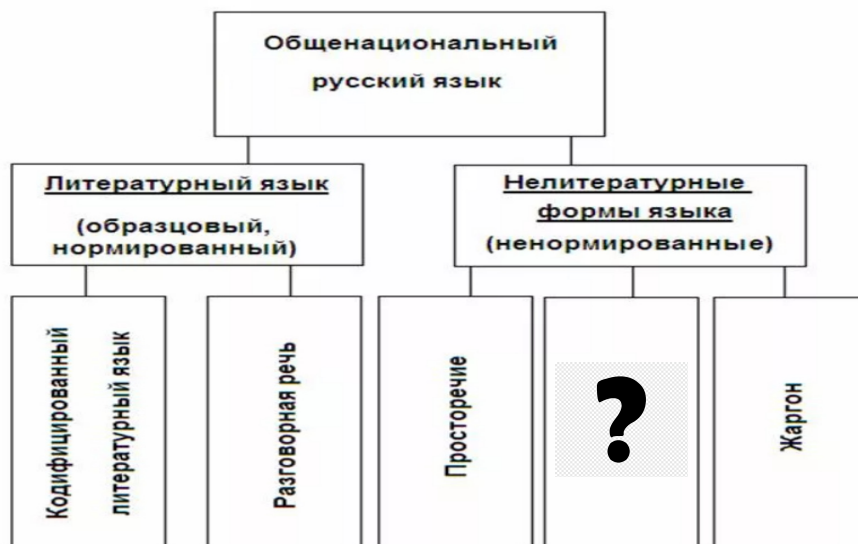 Общенациональный
русский язык
Литературный язык
(образцовый,
нормированный)
Нелитературные
формы языка
(ненормированные)
Кодифицированный
литературный язык
Разговорная речь
Просторечие
?
Жаргон